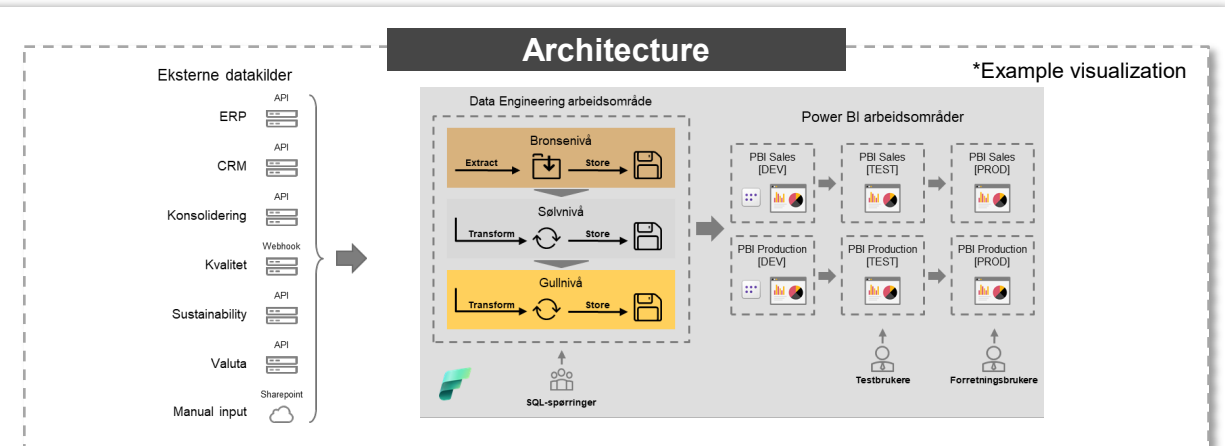 Architecture
*Example visualization
Eksterne datakilder
API
ERP
API
CRM
API
Konsolidering
Webhook
Kvalitet
API
Sustainability
API
Valuta
Sharepoint
Manual input
Data Engineering arbeidsområde
Bronsenivå
Extract
Store
Sølvnivå
Transform
Store
Gullnivå
Transform
Store
SQL-spørringer
Power BI arbeidsområder
PBI Sales
[DEV]
PBI Sales
[TEST]
PBI Sales
[PROD]
PBI Production
[DEV]
PBI Production
[TEST]
PBI Production
[PROD]
Testbrukere
Forretningsbrukere